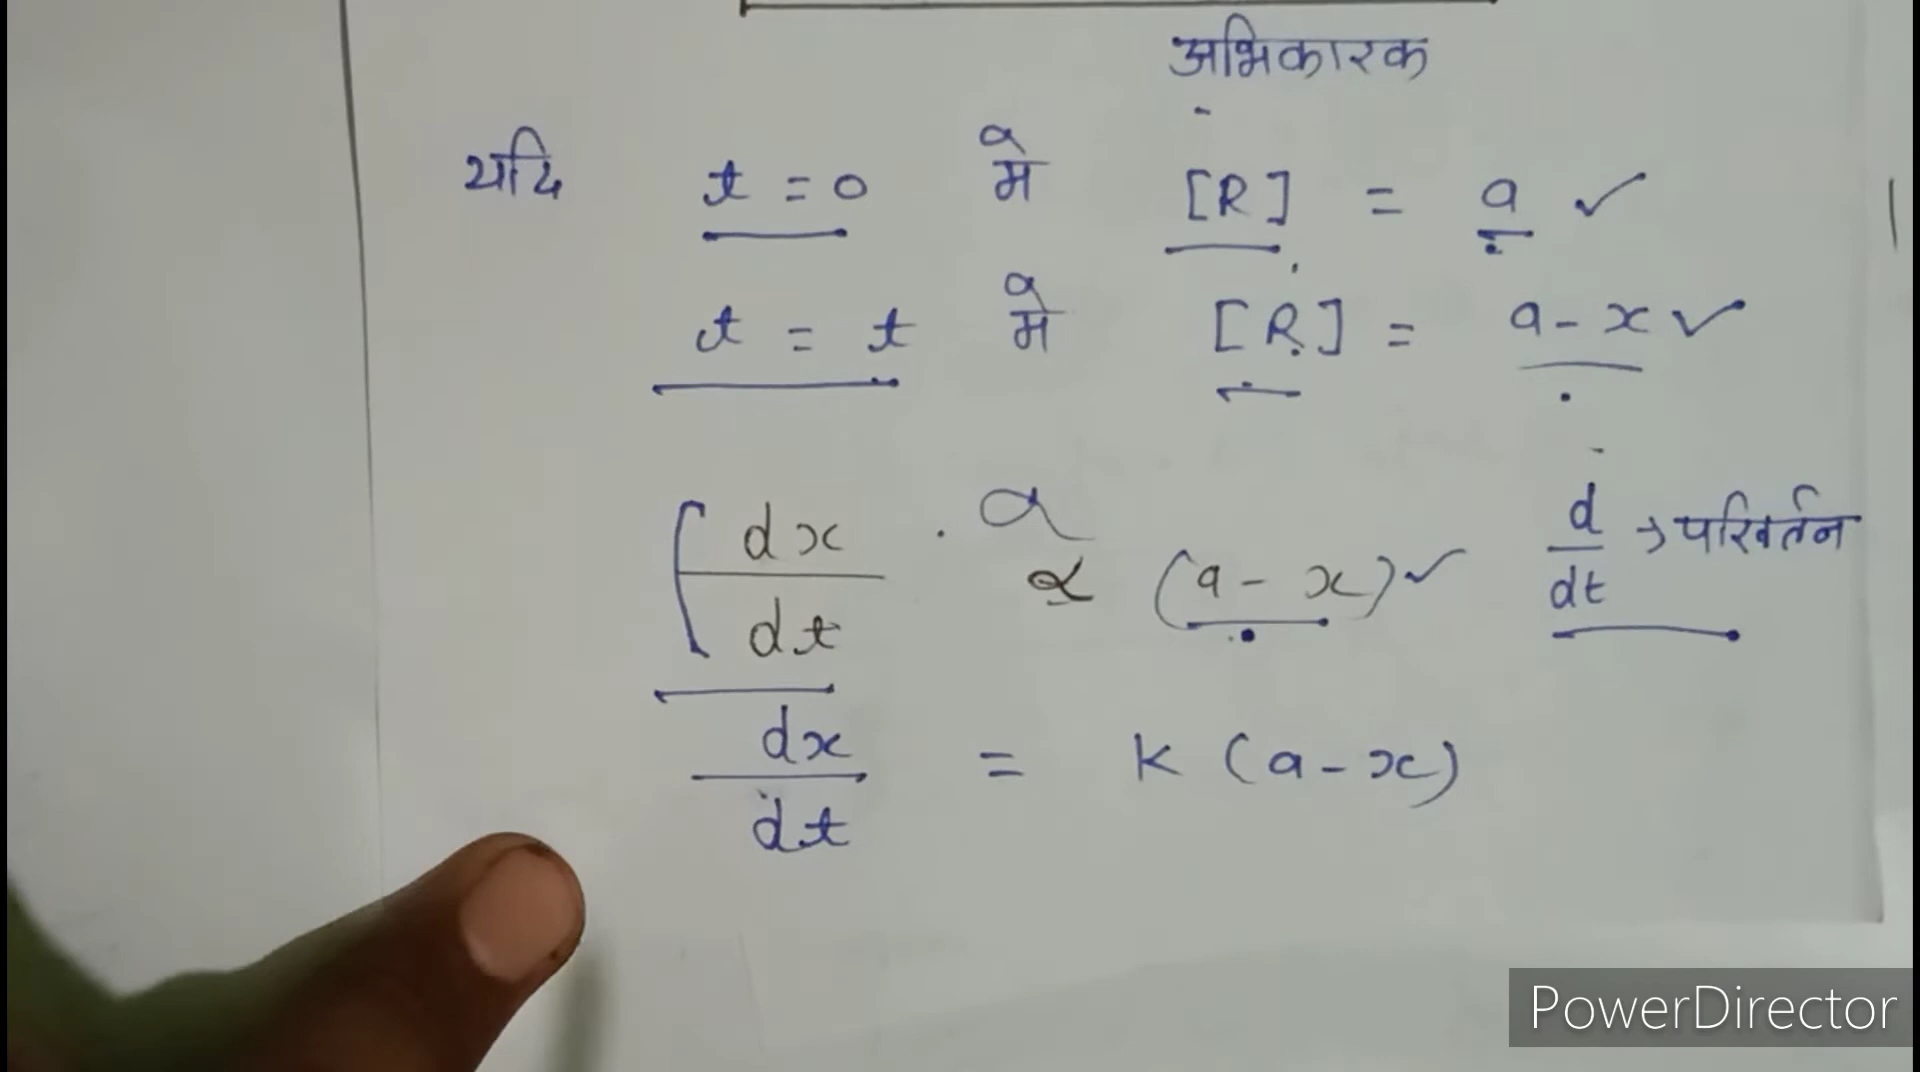 अभिकारक
यदि t = 0 में [R] = a ✓
t = t में [R] = a - x ✓
dx/dt ∝ (a - x) ✓ d/dt → परिवर्तन
dx/dt = K (a - x)
PowerDirector